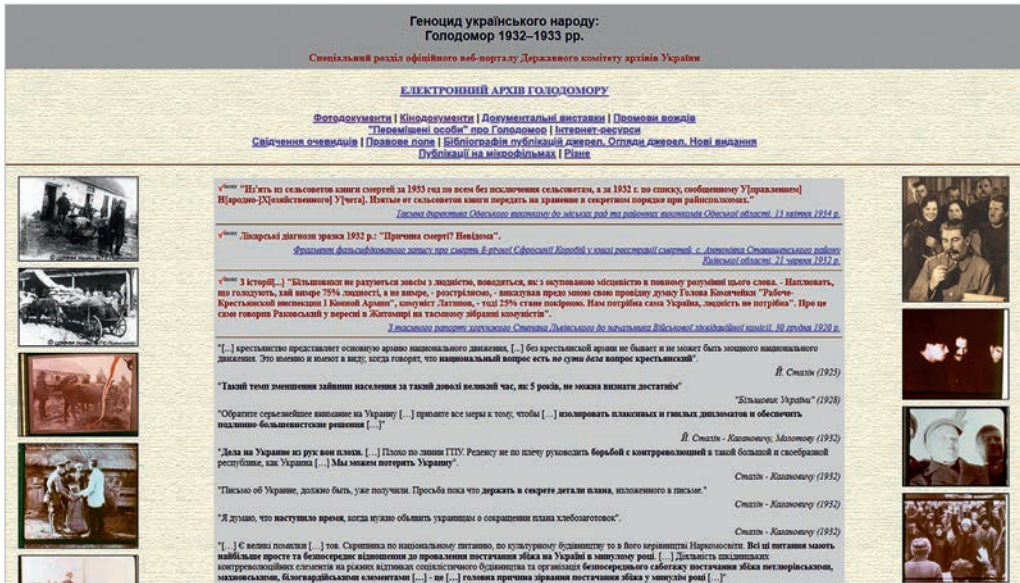 Геноцид українського народу:
Голодомор 1932–1933 рр.
Спеціальний розділ офіційного веб-порталу Державного комітету архівів України
ЕЛЕКТРОННИЙ АРХІВ ГОЛОДОМОРУ
Фотодокументи | Кінодокументи | Документальні виставки | Промови вождів
"Переміщені особи" про Голодомор | Інтернет-ресурси
Свідчення очевидців | Правове поле | Бібліографія публікацій джерел. Огляди джерел. Нові видання
Публікації на мікрофільмах | Різне
"Из'ять из сельсоветов книги смертей за 1933 год по всем без исключения сельсоветам, а за 1932 г. по списку, сообщенному У[правлением]
Н[ародно-]Х[озяйственного] У[чета]. Изятые от сельсоветов книги передать на хранение в секретном порядке при райисполкомах."
Таємна директива Одеського виконкому до міських рад та районних виконкомів Одеської області, 13 квітня 1934 р.
Лікарські діагнози зразка 1932 р.: "Причина смерті? Невідома".
Фрагмент фальсифікованого запису про смерть 8-річної Єфросинії Коробій у книзі реєстрації смертей, с. Антонівка Ставищенського району
Київської області, 21 червня 1932 р.
З історії[...] "Більшовики не рахуються зовсім з людністю, поводяться, як з окупованою місцевістю в повному розумінні цього слова. - Наплювать,
що голодують, хай вимре 75% людності, а не вимре, - розстріляємо, - виказував предо мною свою провідну думку Голова Комячейки "Рабоче-
Крестьянской инспекции І Конной Армии", комуніст Латишов, - тоді 25% стане покірною. Нам потрібна сама Україна, людність не потрібна". Про це
саме говорив Раковський у вересні в Житомирі на таємному зібранні комуністів".
З таємного рапорту хорунжого Степана Львівського до начальника Військової ліквідаційної комісії, 30 грудня 1920 р.
"[...] крестьянство представляет основную армию национального движения, [...] без крестьянской армии не бывает и не может быть мощного национального
движения. Это именно и имеют в виду, когда говорят, что национальный вопрос есть по сути дела вопрос крестьянский".
Й. Сталін (1925)
"Такий темп зменшення зайвини населення за такий доволі великий час, як 5 років, не можна визнати достатнім"
"Більшовик України" (1928)
"Обратите серьезнейшее внимание на Украину [...] примите все меры к тому, чтобы [...] изолировать плаксивых и гнилых дипломатов и обеспечить
подлинно-большевистские решения [...]"
Й. Сталін - Кагановичу, Молотову (1932)
"Дела на Украине из рук вон плохи. [...] Плохо по линии ГПУ. Реденсу не по плечу руководить борьбой с контрреволюцией в такой большой и своебразной
республике, как Украина [...] Мы можем потерять Украину".
Сталін - Кагановичу (1932)
"Письмо об Украине, должно быть, уже получили. Просьба пока что держать в секрете детали плана, изложенного в письме."
Сталін - Кагановичу (1932)
"Я думаю, что наступило время, когда нужно объявить украинцам о сокращении плана хлебозаготовок".
Сталін - Кагановичу (1932)
"[...] Є великі помилки [...] тов. Скрипника по національному питанню, по культурному будівництву то в його керівництві Наркомосвіти. Всі ці питання мають
найбільше просте та безпосереднє відношення до провалення постачання збіжа на Україні в минулому році. [...] Діяльність шкідницьких
контрреволюційних елементів на ріжних відтинках соціялістичного будівництва та організація безпосереднього саботажу постачання збіжа петлюрівськими,
махновськими, білогвардійськими елементами [...] - це [...] головна причина зірвання постачання збіжа у минулім році [...]"